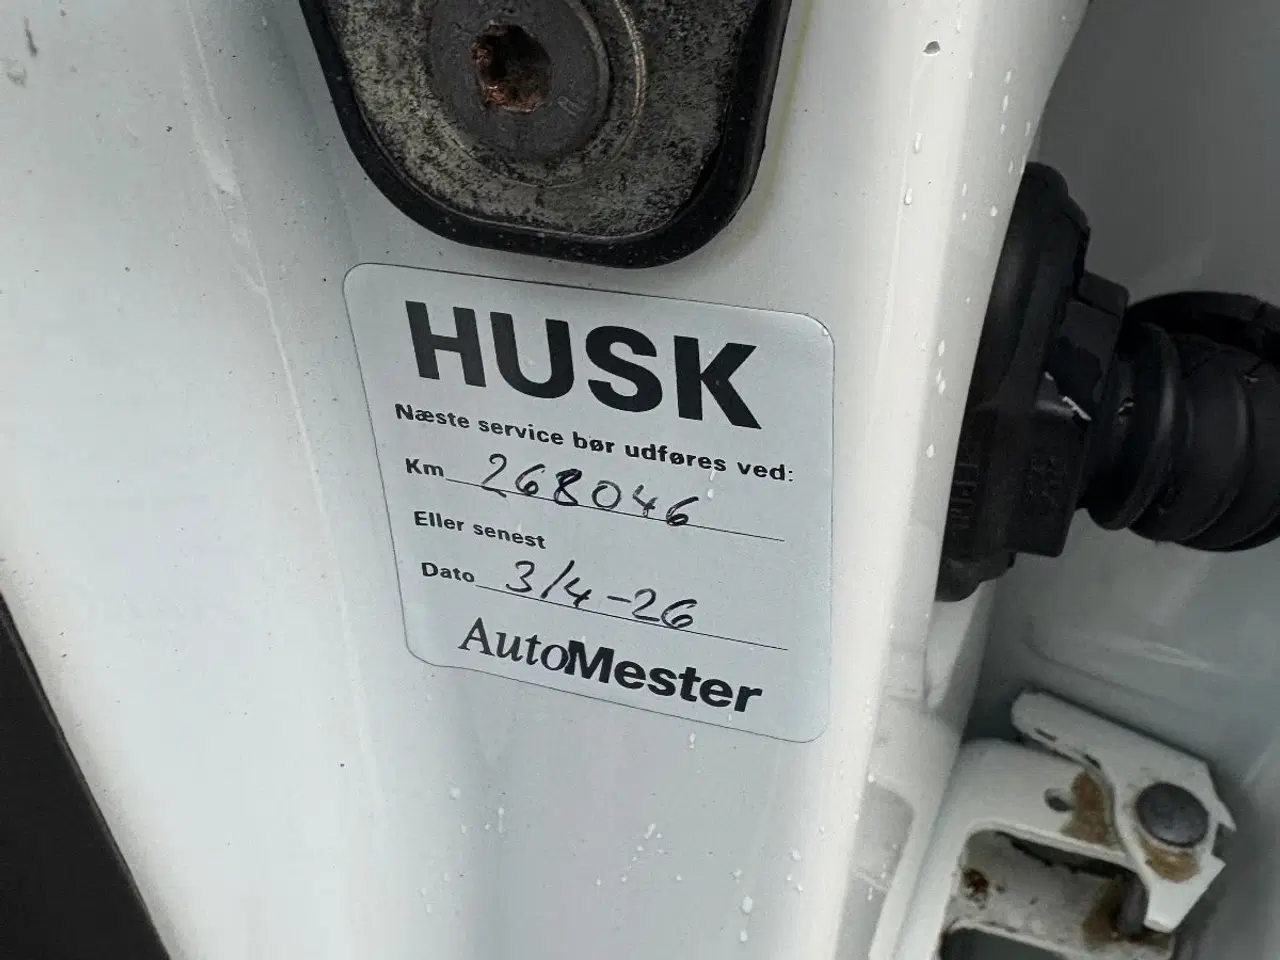 HUSK
Næste service bør udføres ved:
Km 268046
Eller senest
Dato 3/4-26
AutoMester